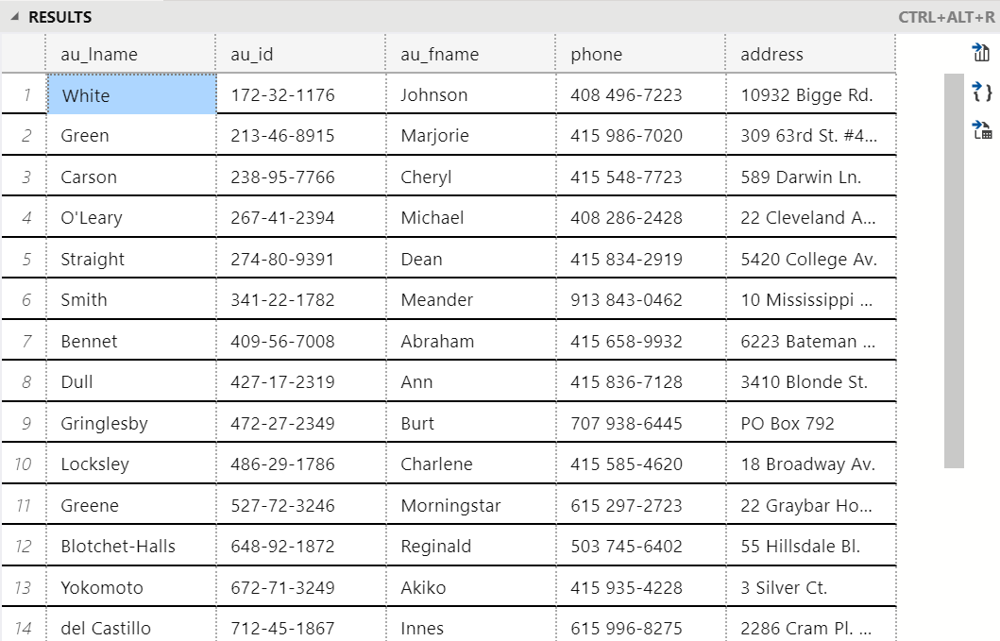 RESULTS CTRL+ALT+R
au_lname au_id au_fname phone address
1 White 172-32-1176 Johnson 408 496-7223 10932 Bigge Rd.
2 Green 213-46-8915 Marjorie 415 986-7020 309 63rd St. #4...
3 Carson 238-95-7766 Cheryl 415 548-7723 589 Darwin Ln.
4 O'Leary 267-41-2394 Michael 408 286-2428 22 Cleveland A...
5 Straight 274-80-9391 Dean 415 834-2919 5420 College Av.
6 Smith 341-22-1782 Meander 913 843-0462 10 Mississippi ...
7 Bennet 409-56-7008 Abraham 415 658-9932 6223 Bateman ...
8 Dull 427-17-2319 Ann 415 836-7128 3410 Blonde St.
9 Gringlesby 472-27-2349 Burt 707 938-6445 PO Box 792
10 Locksley 486-29-1786 Charlene 415 585-4620 18 Broadway Av.
11 Greene 527-72-3246 Morningstar 615 297-2723 22 Graybar Ho...
12 Blotchet-Halls 648-92-1872 Reginald 503 745-6402 55 Hillsdale Bl.
13 Yokomoto 672-71-3249 Akiko 415 935-4228 3 Silver Ct.
14 del Castillo 712-45-1867 Innes 615 996-8275 2286 Cram Pl. ...